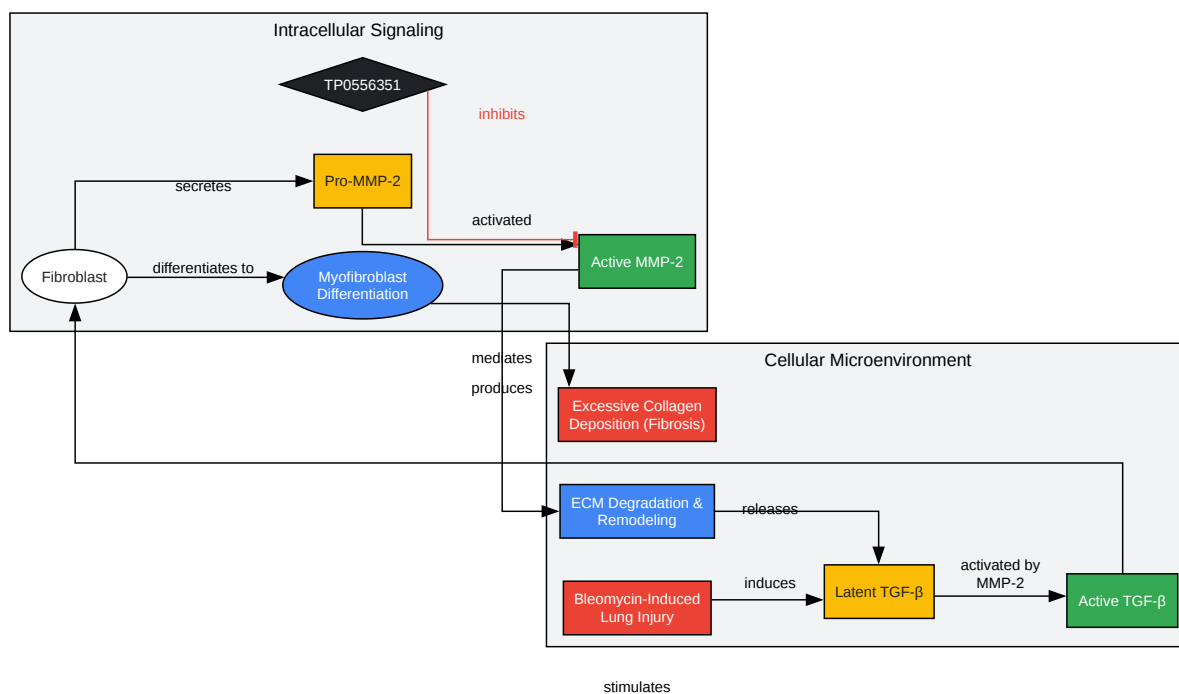 Intracellular Signaling
TP0556351
inhibits
Pro-MMP-2
secretes
activated
Fibroblast
differentiates to
Myofibroblast
Differentiation
Active MMP-2
mediates
produces
Cellular Microenvironment
Excessive Collagen
Deposition (Fibrosis)
ECM Degradation &
Remodeling
releases
Bleomycin-Induced
Lung Injury
induces
Latent TGF-β
activated by
MMP-2
Active TGF-β
stimulates